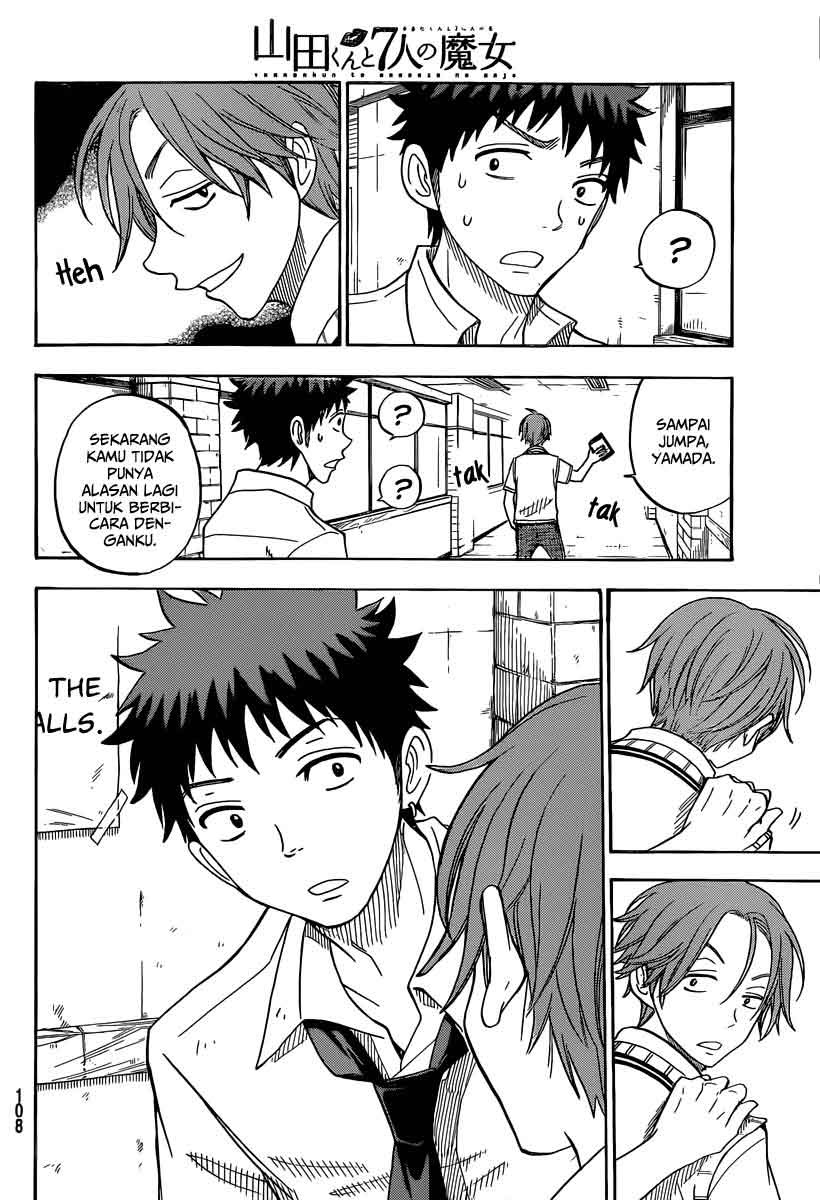 山田くんと7人の魔女
yamadakun to nananin no majo
?
Heh
SAMPAI
JUMPA,
YAMADA.
?
?
tak
tak
SEKARANG
KAMU TIDAK
PUNYA
ALASAN LAGI
UNTUK BERBI-
CARA DEN-
GANKU.
THE
ALLS.
108